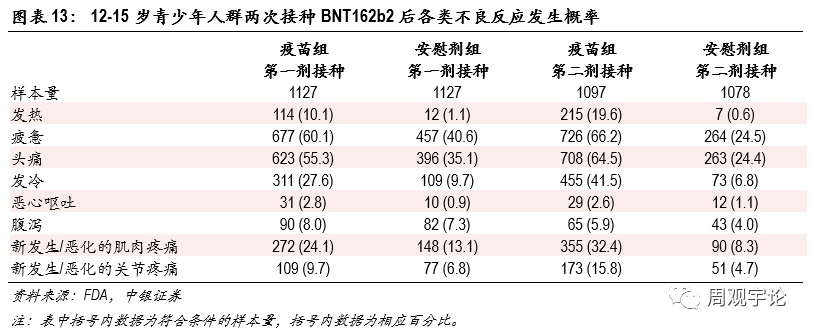 图表 13： 12-15 岁青少年人群两次接种 BNT162b2 后各类不良反应发生概率
疫苗组 安慰剂组 疫苗组 安慰剂组
第一剂接种 第一剂接种 第二剂接种 第二剂接种
样本量 1127 1127 1097 1078
发热 114 (10.1) 12 (1.1) 215 (19.6) 7 (0.6)
疲惫 677 (60.1) 457 (40.6) 726 (66.2) 264 (24.5)
头痛 623 (55.3) 396 (35.1) 708 (64.5) 263 (24.4)
发冷 311 (27.6) 109 (9.7) 455 (41.5) 73 (6.8)
恶心呕吐 31 (2.8) 10 (0.9) 29 (2.6) 12 (1.1)
腹泻 90 (8.0) 82 (7.3) 65 (5.9) 43 (4.0)
新发生/恶化的肌肉疼痛 272 (24.1) 148 (13.1) 355 (32.4) 90 (8.3)
新发生/恶化的关节疼痛 109 (9.7) 77 (6.8) 173 (15.8) 51 (4.7)
资料来源：FDA，中银证券
注：表中括号内数据为符合条件的样本量，括号内数据为相应百分比。
周观宇论